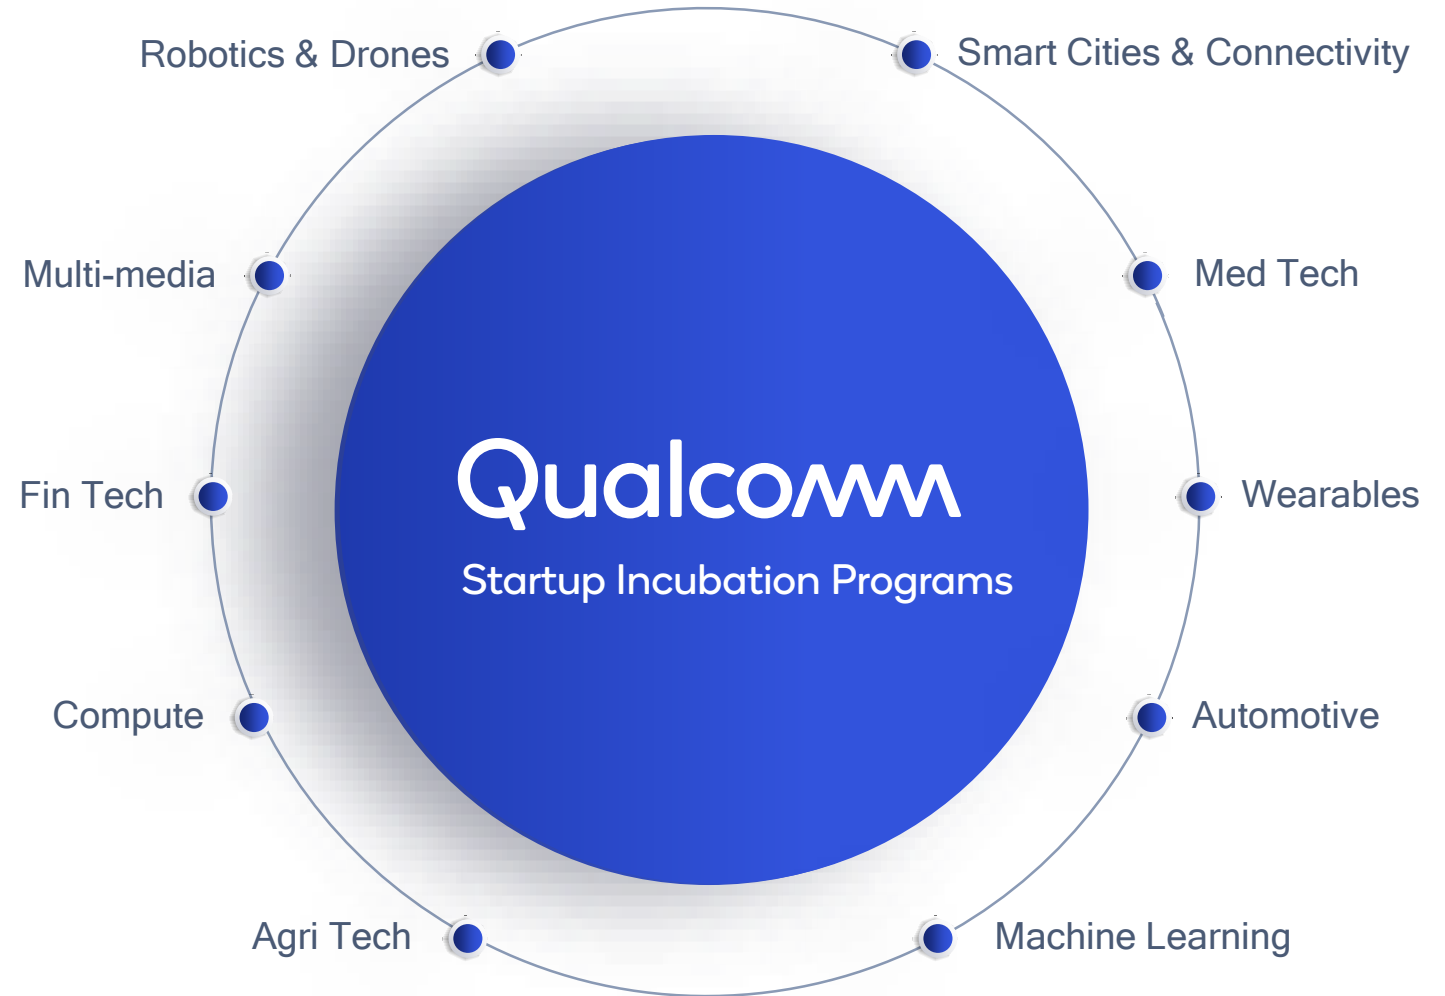 Robotics & Drones
Smart Cities & Connectivity
Multi-media
Med Tech
Fin Tech
Wearables
Qualcomm
Startup Incubation Programs
Compute
Automotive
Agri Tech
Machine Learning